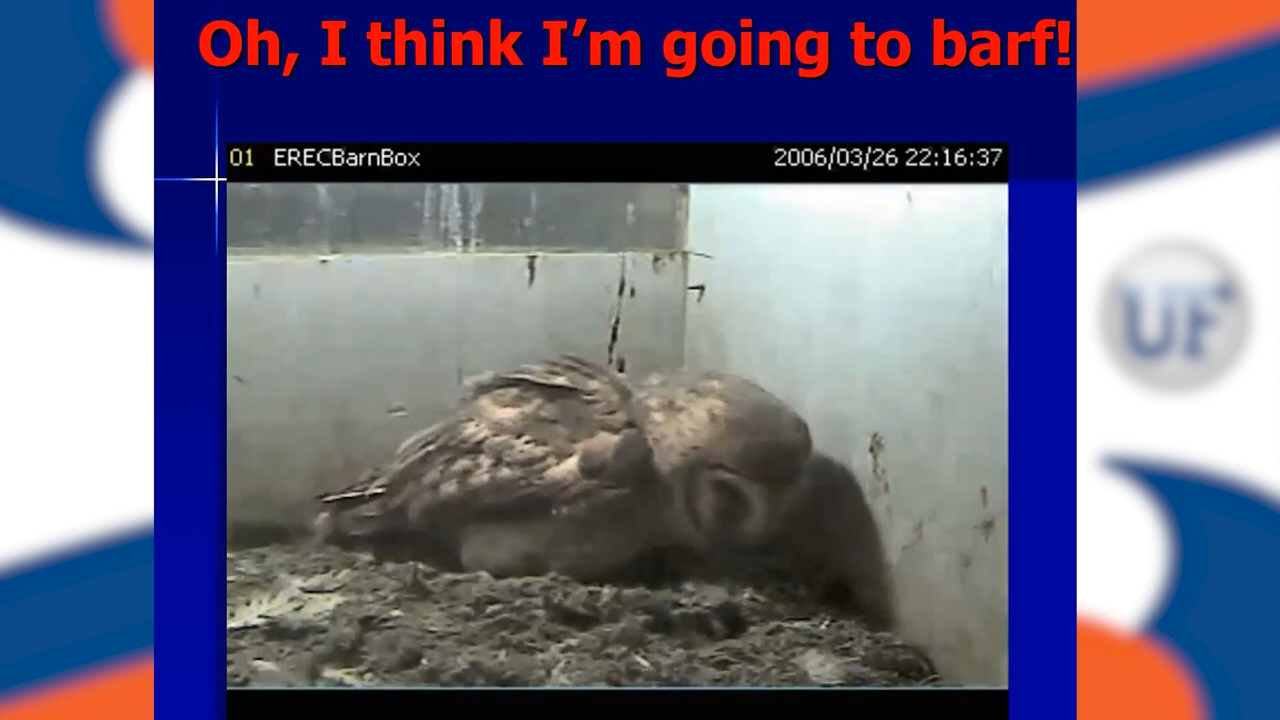 Oh, I think I’m going to barf!
01 ERECBarnBox 2006/03/26 22:16:37
UF